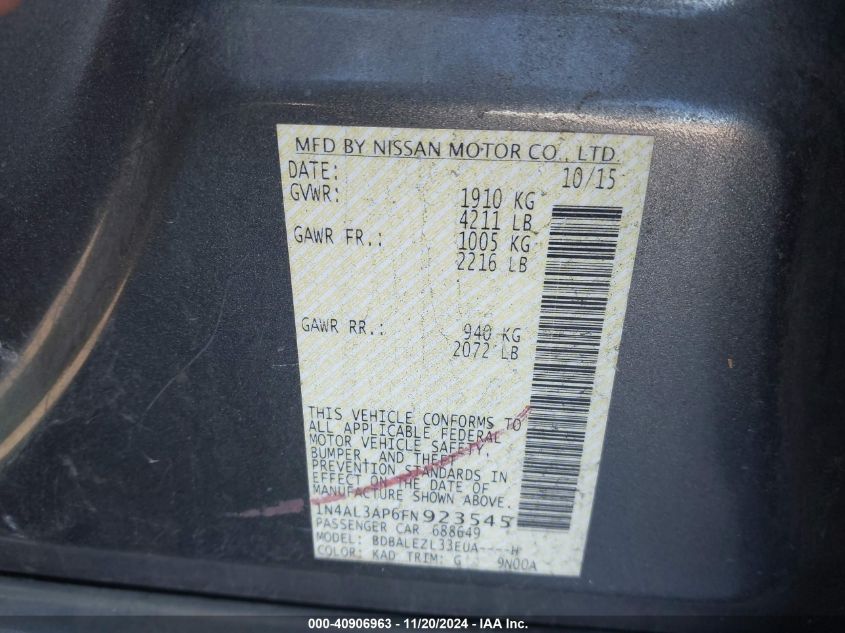 MFD BY NISSAN MOTOR CO., LTD.
DATE: 10/15
GVWR: 1910 KG
4211 LB
GAWR FR.: 1005 KG
2216 LB
GAWR RR.: 940 KG
2072 LB
THIS VEHICLE CONFORMS TO
ALL APPLICABLE FEDERAL
MOTOR VEHICLE SAFETY,
BUMPER, AND THEFT
PREVENTION STANDARDS IN
EFFECT ON THE DATE OF
MANUFACTURE SHOWN ABOVE.
1N4AL3AP6FN923545
PASSENGER CAR 688649
MODEL: BDBALEZL33EUA----H
COLOR: KAD TRIM: G 9N00A
000-40906963 - 11/20/2024 - IAA Inc.